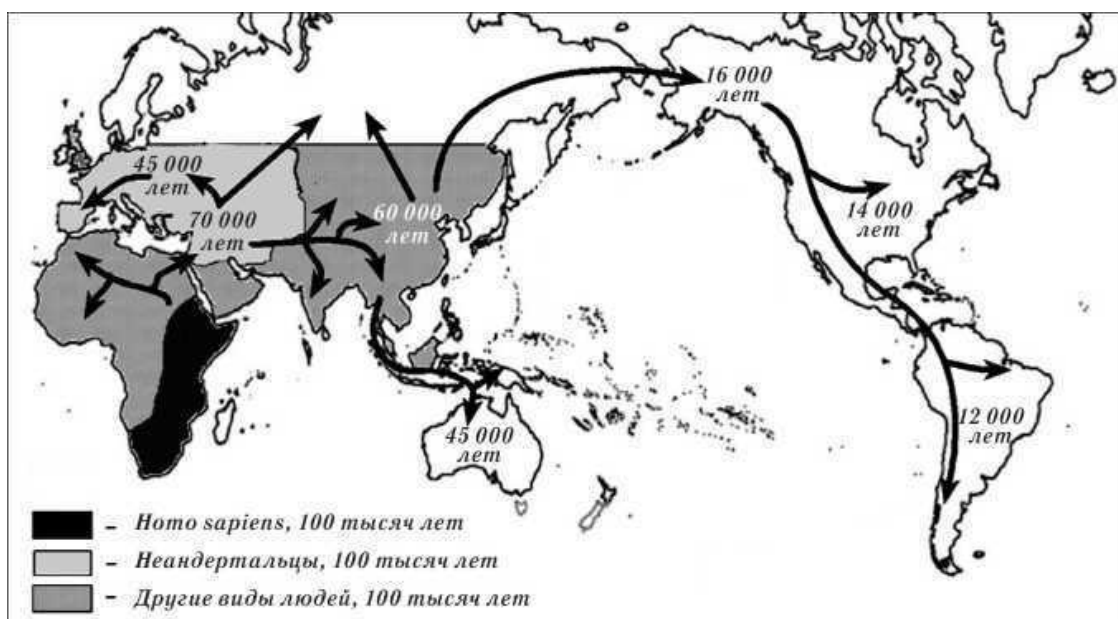 16 000
лет
45 000
лет
70 000
лет
60 000
лет
14 000
лет
12 000
лет
45 000
лет
- Homo sapiens, 100 тысяч лет
- Неандертальцы, 100 тысяч лет
- Другие виды людей, 100 тысяч лет